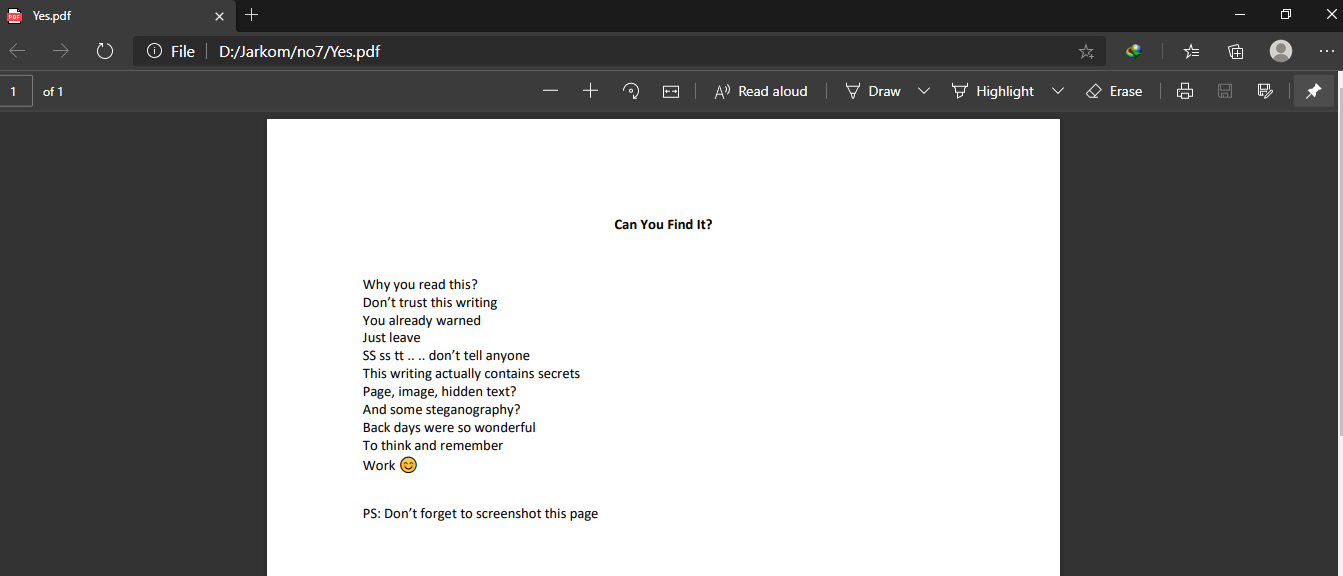 Yes.pdf
File D:/Jarkom/no7/Yes.pdf
1 of 1 Read aloud Draw Highlight Erase
Can You Find It?
Why you read this?
Don’t trust this writing
You already warned
Just leave
SS ss tt .. .. don’t tell anyone
This writing actually contains secrets
Page, image, hidden text?
And some steganography?
Back days were so wonderful
To think and remember
Work 😊
PS: Don’t forget to screenshot this page